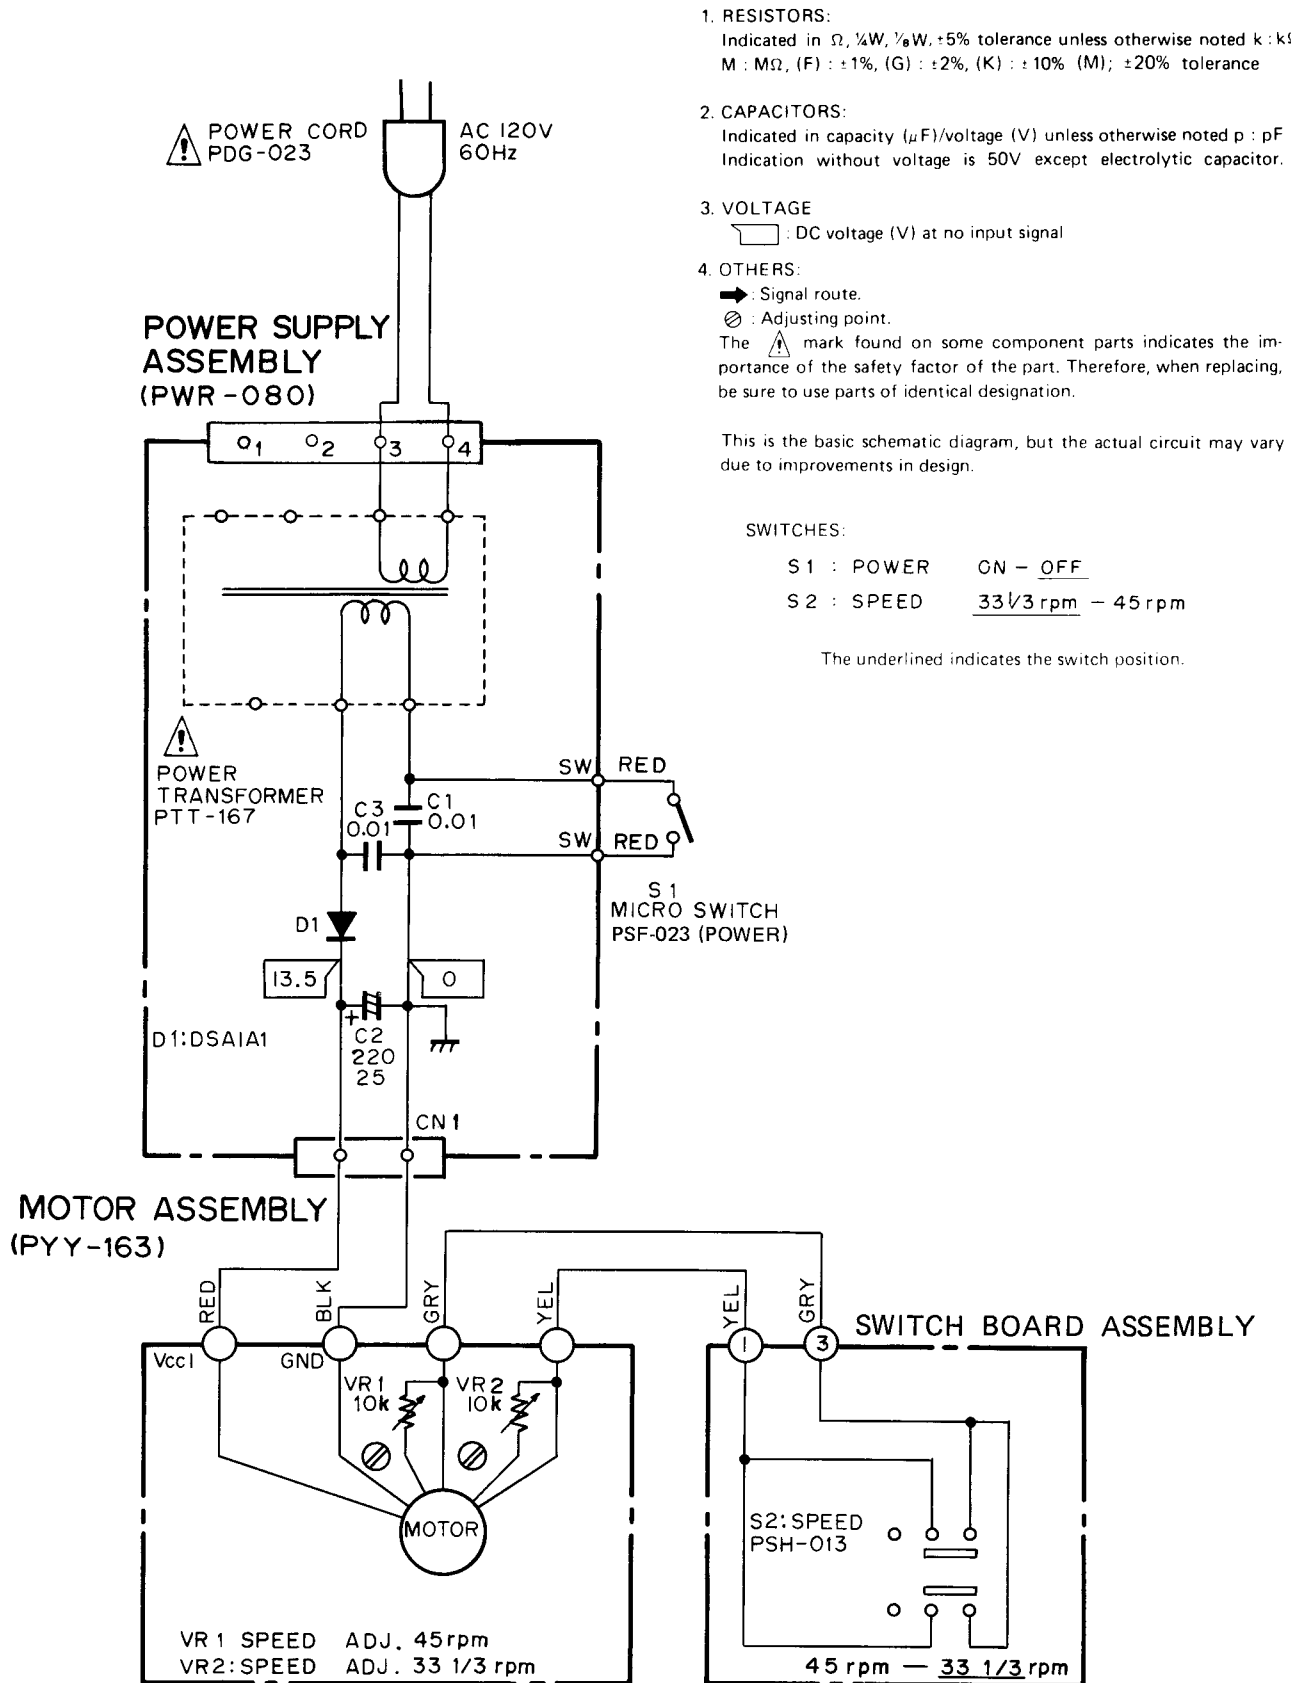 1. RESISTORS:
Indicated in Ω, ¼W, ⅛W, ±5% tolerance unless otherwise noted k : kΩ
M : MΩ, (F) : ±1%, (G) : ±2%, (K) : ±10% (M); ±20% tolerance
2. CAPACITORS:
Indicated in capacity (μF)/voltage (V) unless otherwise noted p : pF
Indication without voltage is 50V except electrolytic capacitor.
3. VOLTAGE
: DC voltage (V) at no input signal
4. OTHERS:
: Signal route.
: Adjusting point.
The ⚠ mark found on some component parts indicates the im-
portance of the safety factor of the part. Therefore, when replacing,
be sure to use parts of identical designation.
This is the basic schematic diagram, but the actual circuit may vary
due to improvements in design.
SWITCHES:
S1 : POWER ON – OFF
S2 : SPEED 33 1/3 rpm – 45 rpm
The underlined indicates the switch position.
POWER CORD
PDG-023
AC 120V
60Hz
POWER SUPPLY
ASSEMBLY
(PWR-080)
1 2 3 4
POWER
TRANSFORMER
PTT-167
C3
0.01
C1
0.01
SW RED
SW RED
S1
MICRO SWITCH
PSF-023 (POWER)
D1
13.5
0
D1:DSA1A1
+
C2
220
25
CN1
MOTOR ASSEMBLY
(PYY-163)
RED
BLK
GRY
YEL
YEL
GRY
SWITCH BOARD ASSEMBLY
Vcc1
GND
1
3
VR1
10k
VR2
10k
MOTOR
S2:SPEED
PSH-013
VR1 SPEED ADJ. 45rpm
VR2:SPEED ADJ. 33 1/3 rpm
45 rpm — 33 1/3 rpm